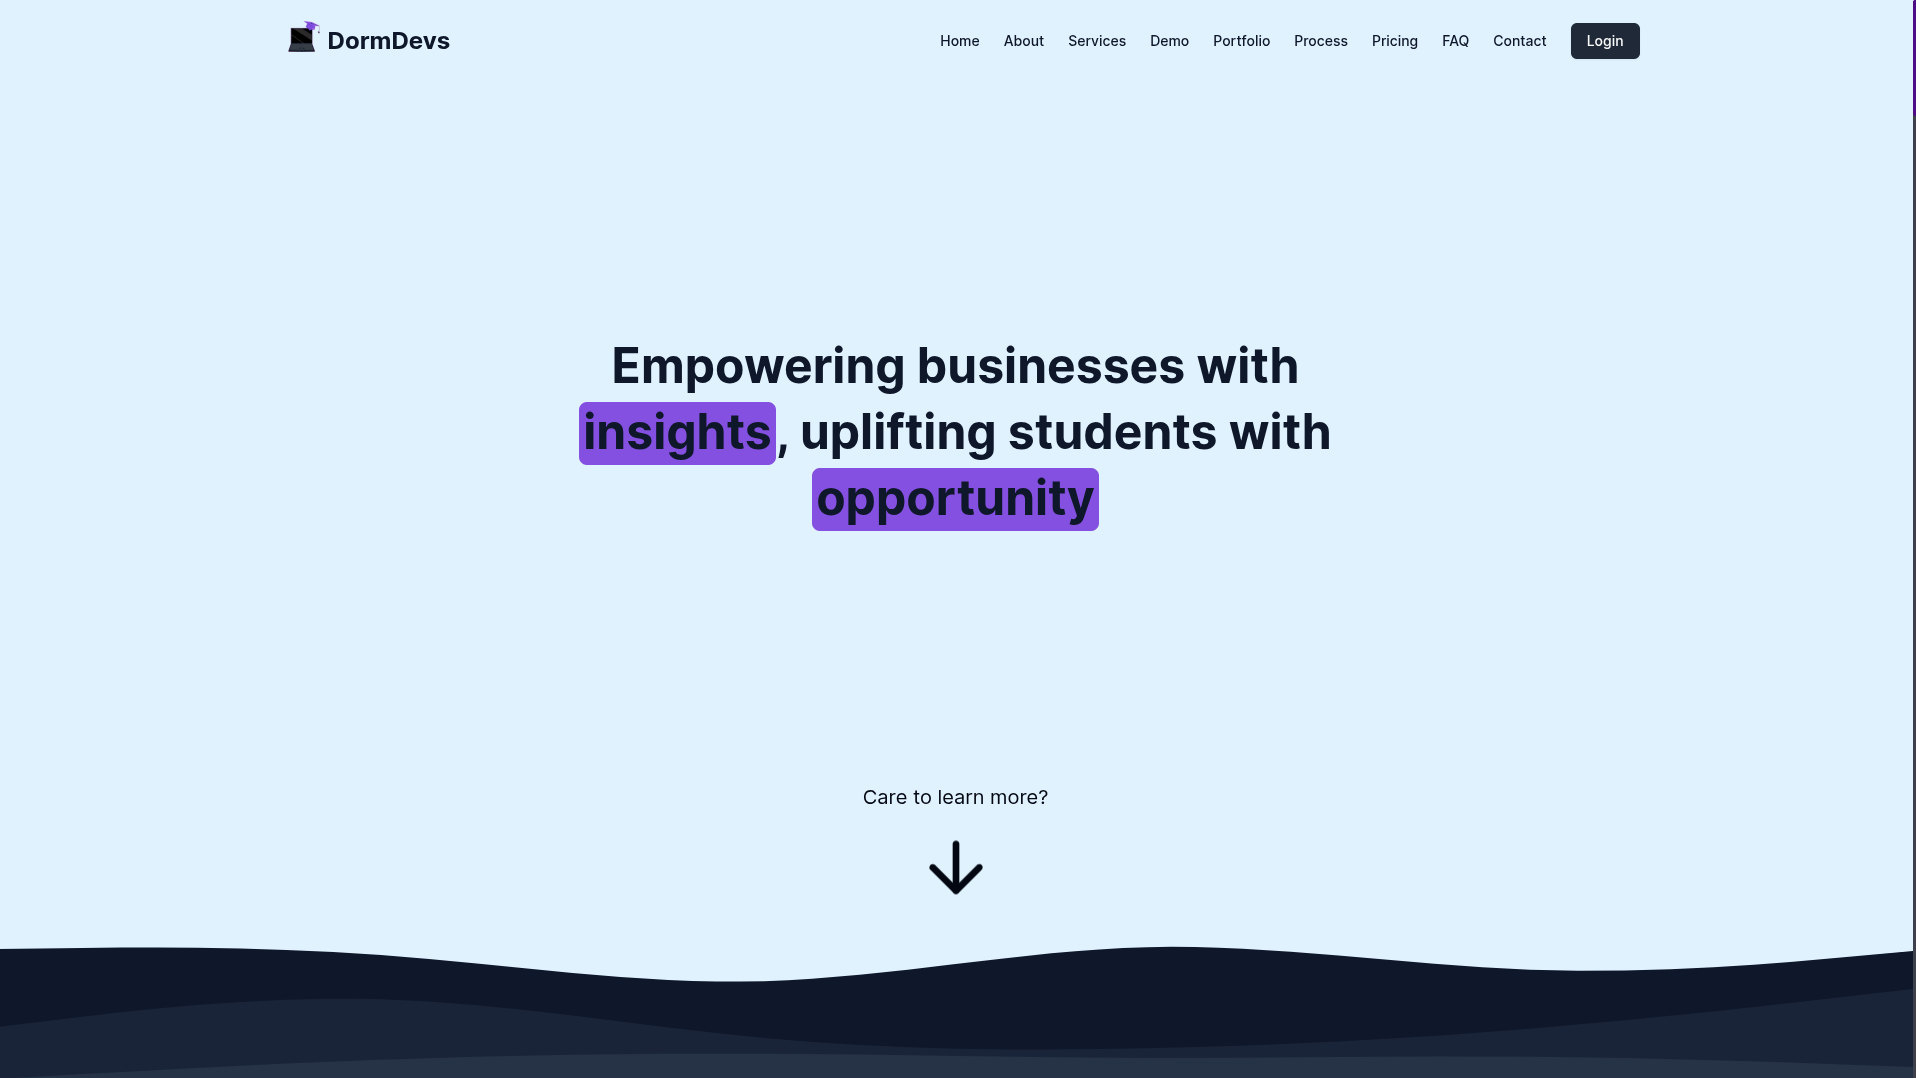 DormDevs
Home About Services Demo Portfolio Process Pricing FAQ Contact Login
Empowering businesses with
insights, uplifting students with
opportunity
Care to learn more?